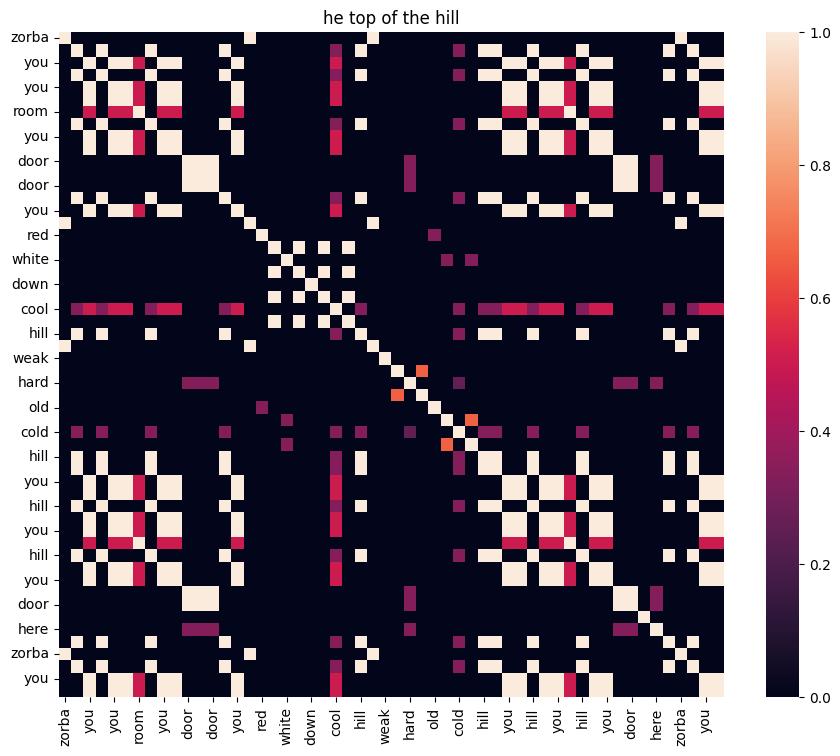 he top of the hill
zorba
you
you
room
you
door
door
you
red
white
down
cool
hill
weak
hard
old
cold
hill
you
hill
you
hill
you
door
here
zorba
you
1.0
0.8
0.6
0.4
0.2
0.0
zorba you you room you door door you red white down cool hill weak hard old cold hill you hill you hill you door here zorba you